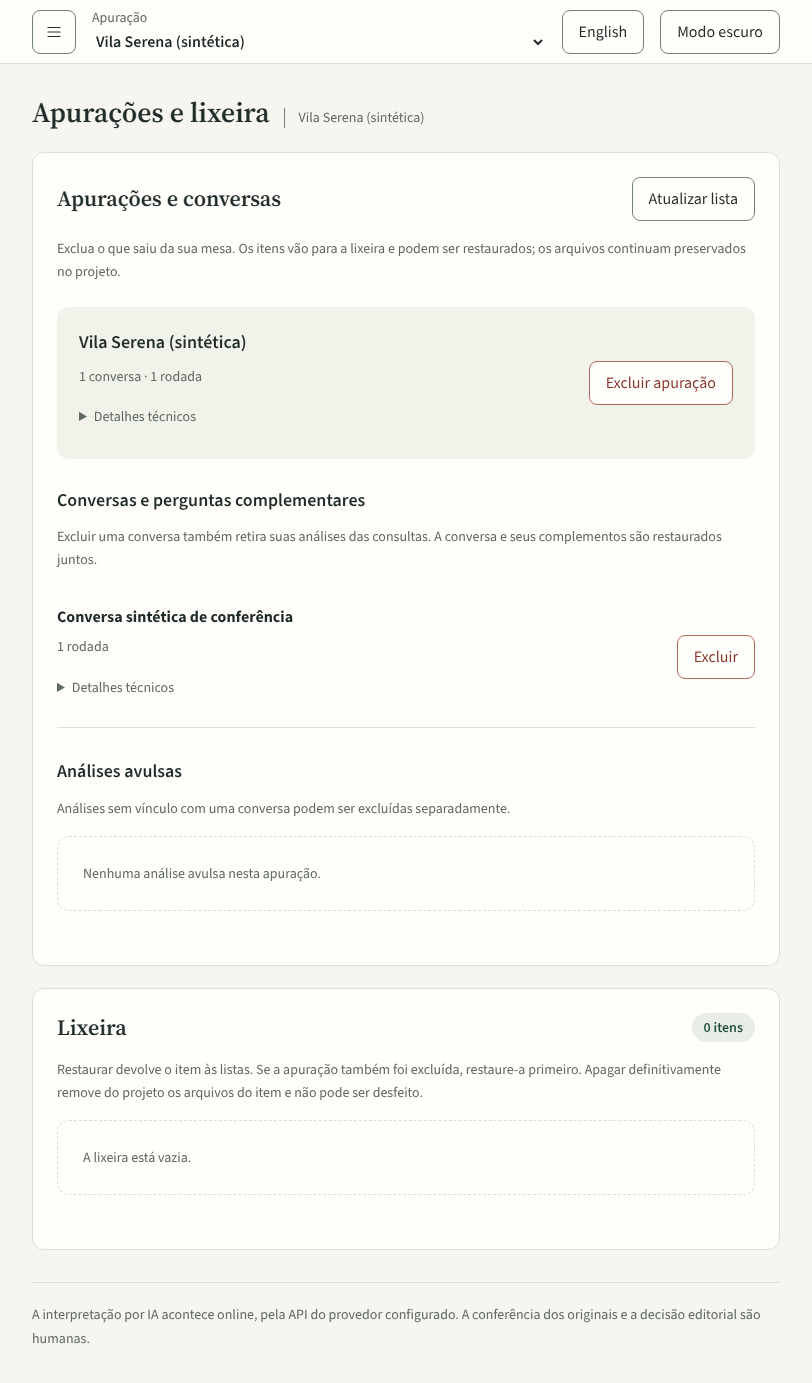 Apuração
Vila Serena (sintética)
English
Modo escuro
Apurações e lixeira
Vila Serena (sintética)
Apurações e conversas
Atualizar lista
Exclua o que saiu da sua mesa. Os itens vão para a lixeira e podem ser restaurados; os arquivos continuam preservados
no projeto.
Vila Serena (sintética)
1 conversa · 1 rodada
Excluir apuração
Detalhes técnicos
Conversas e perguntas complementares
Excluir uma conversa também retira suas análises das consultas. A conversa e seus complementos são restaurados
juntos.
Conversa sintética de conferência
1 rodada
Excluir
Detalhes técnicos
Análises avulsas
Análises sem vínculo com uma conversa podem ser excluídas separadamente.
Nenhuma análise avulsa nesta apuração.
Lixeira
0 itens
Restaurar devolve o item às listas. Se a apuração também foi excluída, restaure-a primeiro. Apagar definitivamente
remove do projeto os arquivos do item e não pode ser desfeito.
A lixeira está vazia.
A interpretação por IA acontece online, pela API do provedor configurado. A conferência dos originais e a decisão editorial são
humanas.